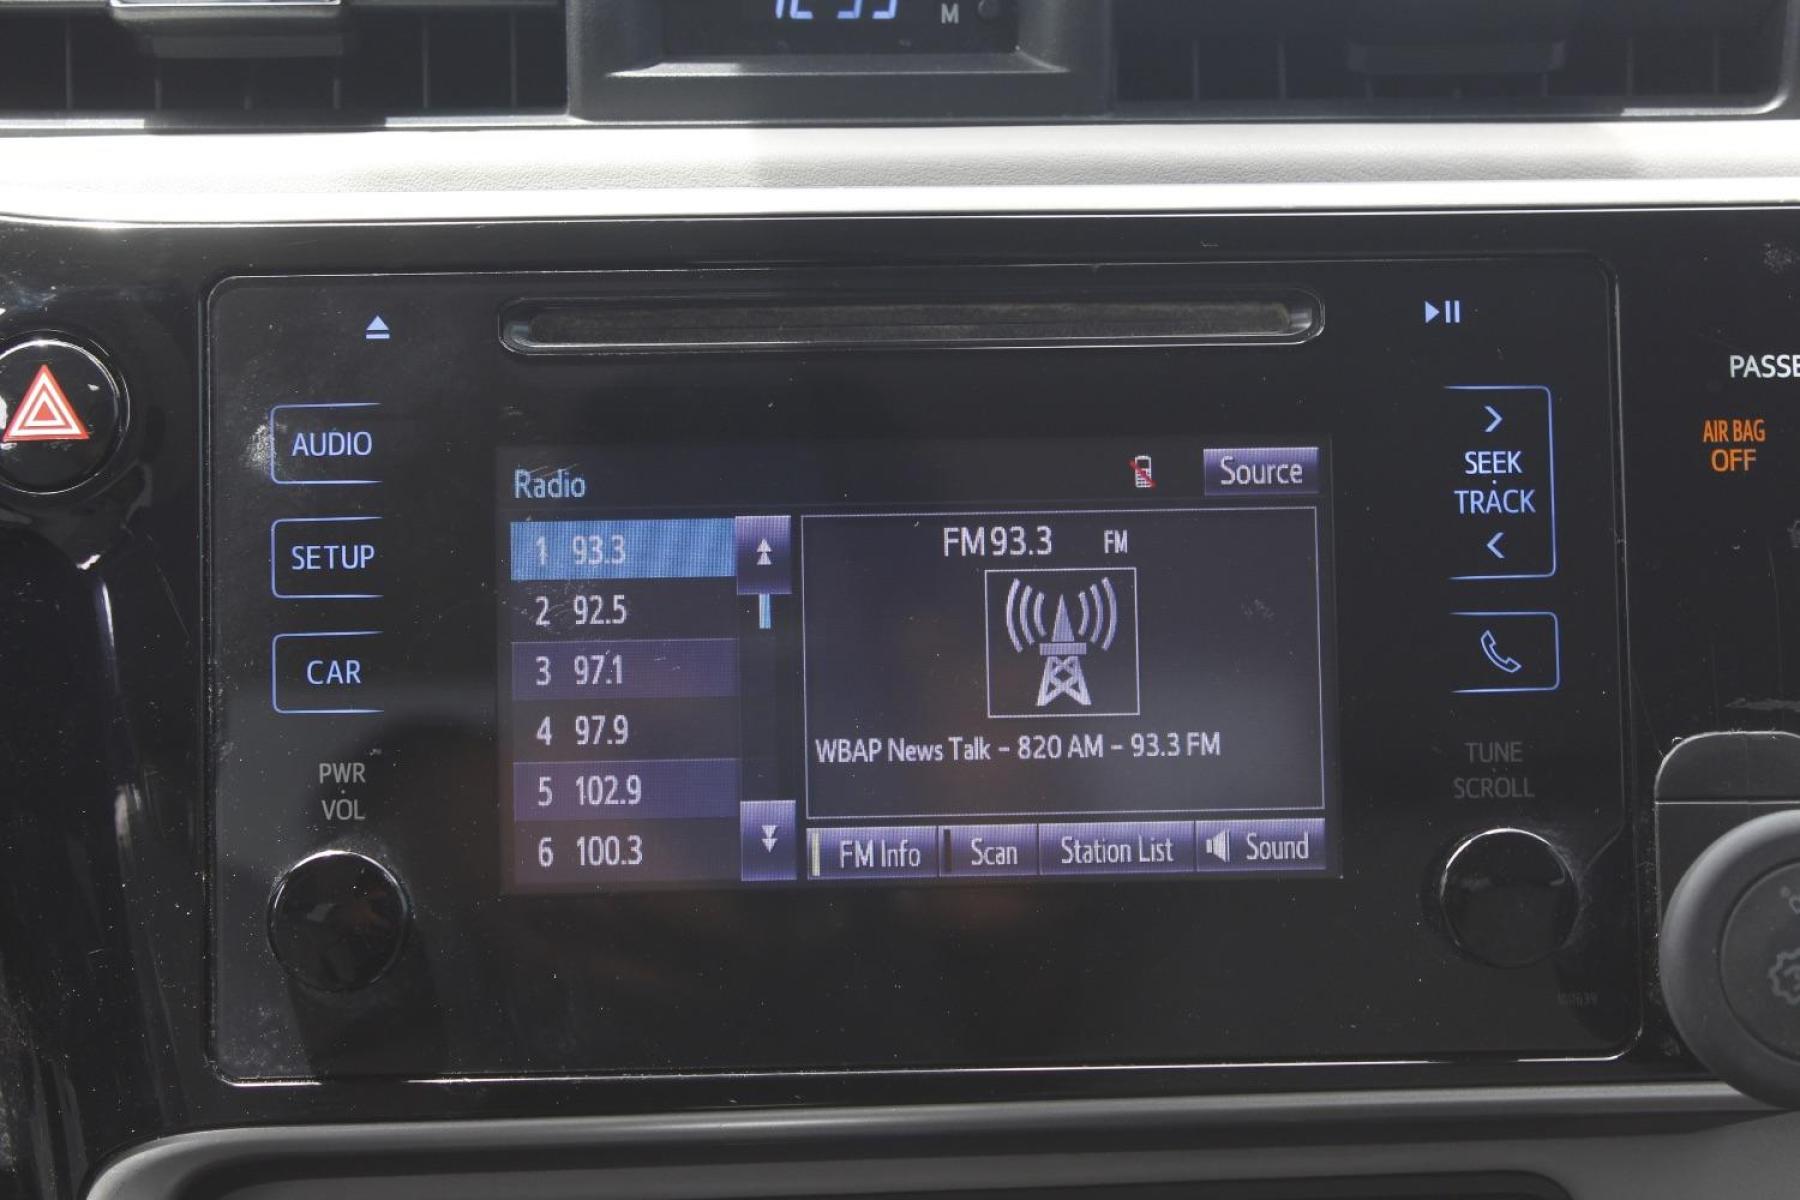 M
PASSE
AIR BAG
OFF
AUDIO
SETUP
CAR
PWR
VOL
Radio
Source
1 93.3
2 92.5
3 97.1
4 97.9
5 102.9
6 100.3
FM 93.3 FM
WBAP News Talk - 820 AM - 93.3 FM
FM Info
Scan
Station List
Sound
SEEK
TRACK
TUNE
SCROLL